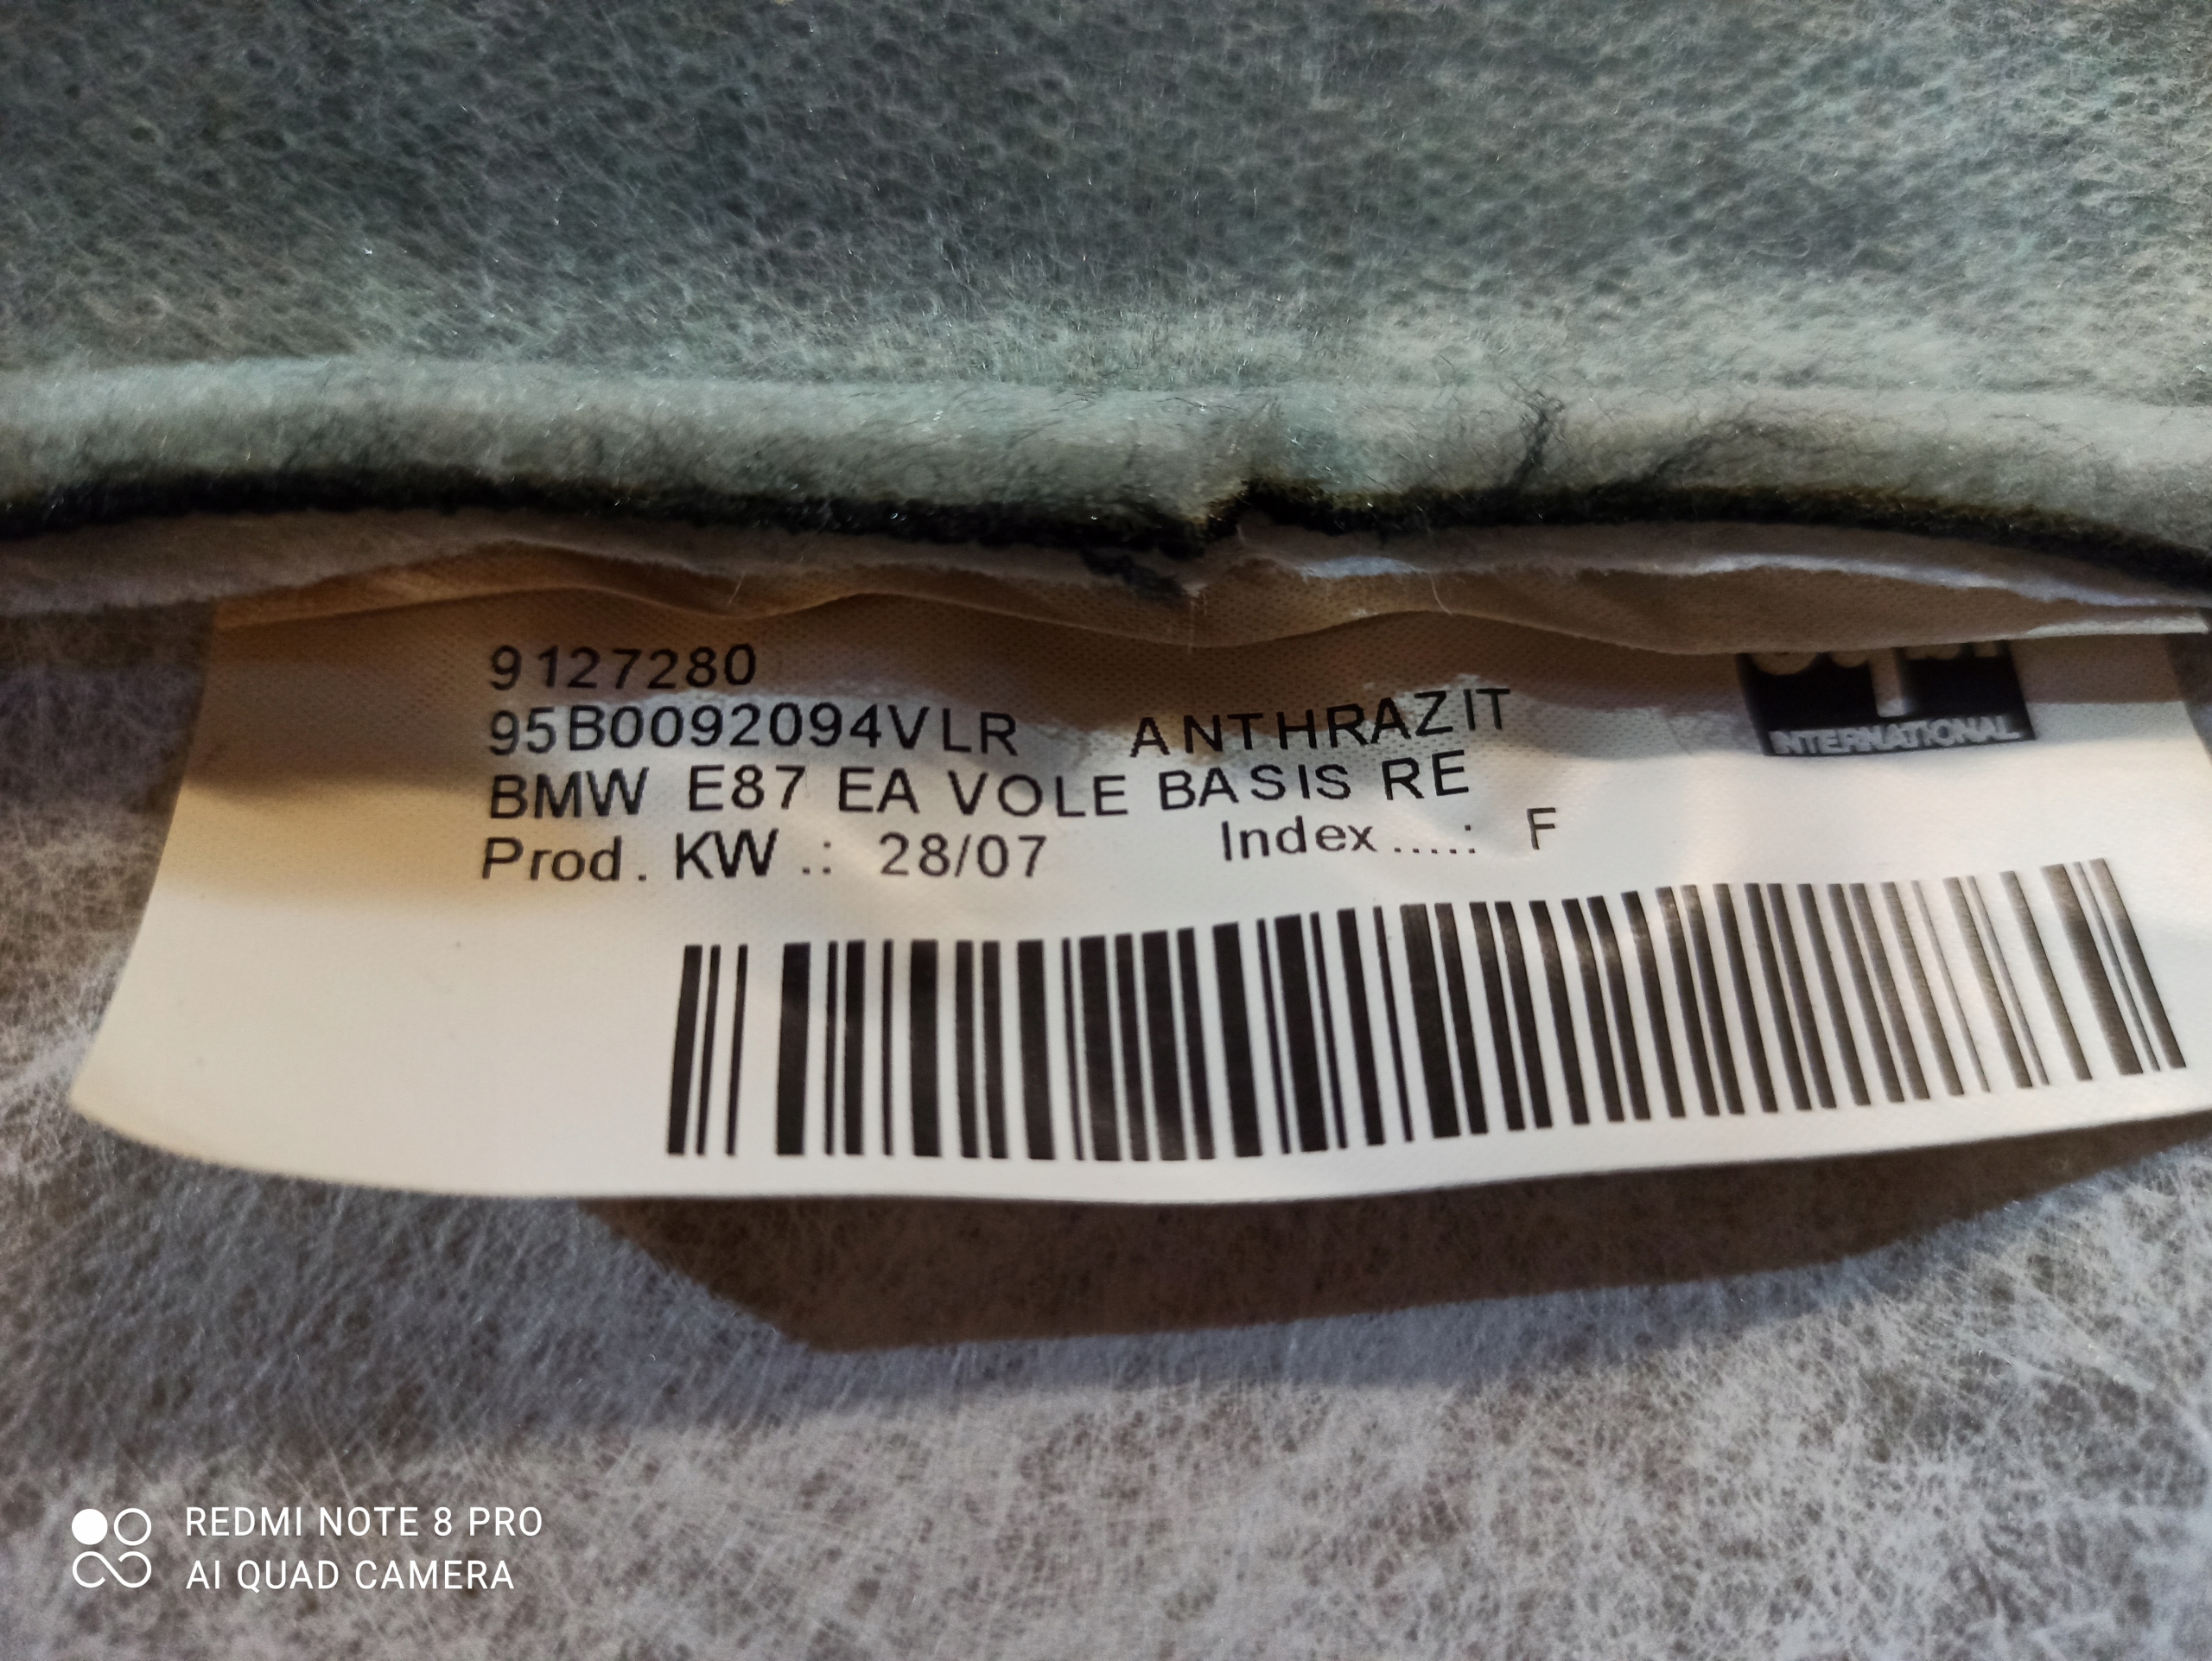 9127280
95B0092094VLR ANTHRAZIT
BMW E87 EA VOLE BASIS RE
Prod. KW .: 28/07 Index....: F
INTERNATIONAL
REDMI NOTE 8 PRO
AI QUAD CAMERA